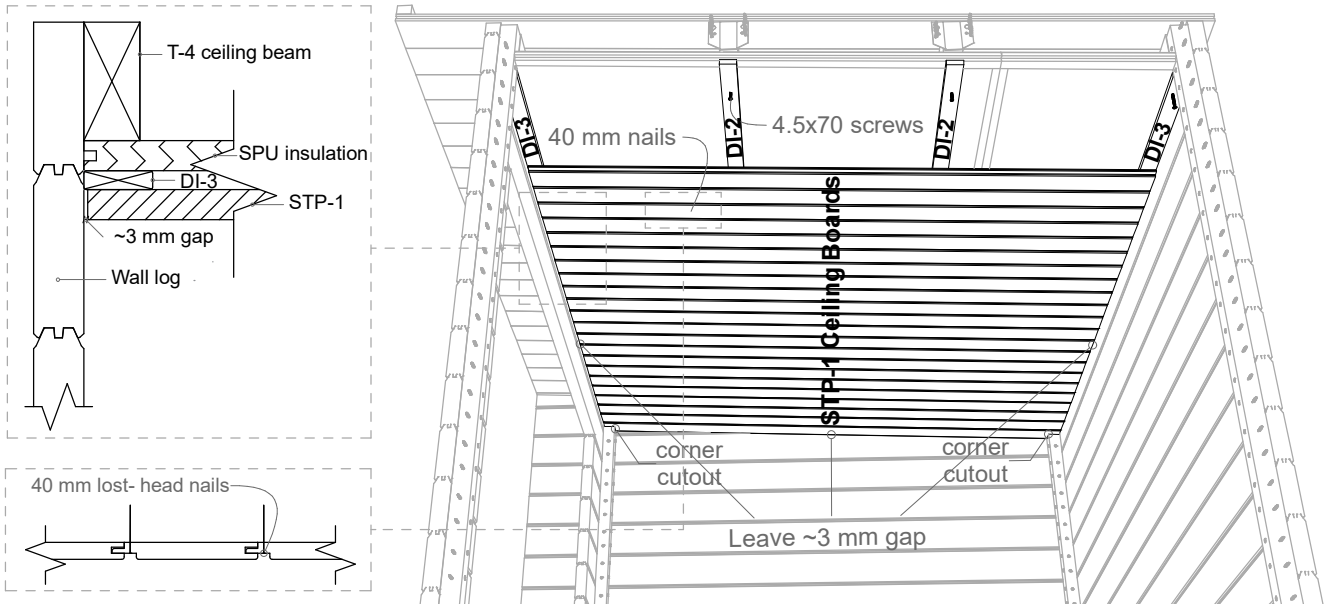 T-4 ceiling beam
SPU insulation
DI-3
STP-1
~3 mm gap
Wall log
40 mm lost- head nails
DI-3
DI-2
DI-2
DI-3
4.5x70 screws
40 mm nails
STP-1 Ceiling Boards
corner
cutout
corner
cutout
Leave ~3 mm gap